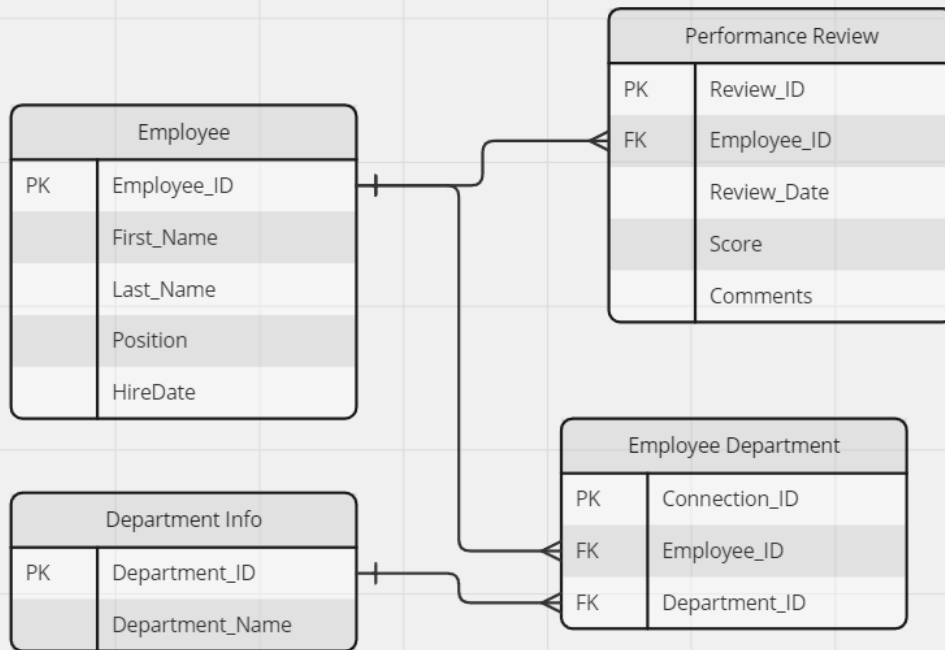 Performance Review
PK Review_ID
FK Employee_ID
Review_Date
Score
Comments
Employee
PK Employee_ID
First_Name
Last_Name
Position
HireDate
Employee Department
PK Connection_ID
FK Employee_ID
FK Department_ID
Department Info
PK Department_ID
Department_Name